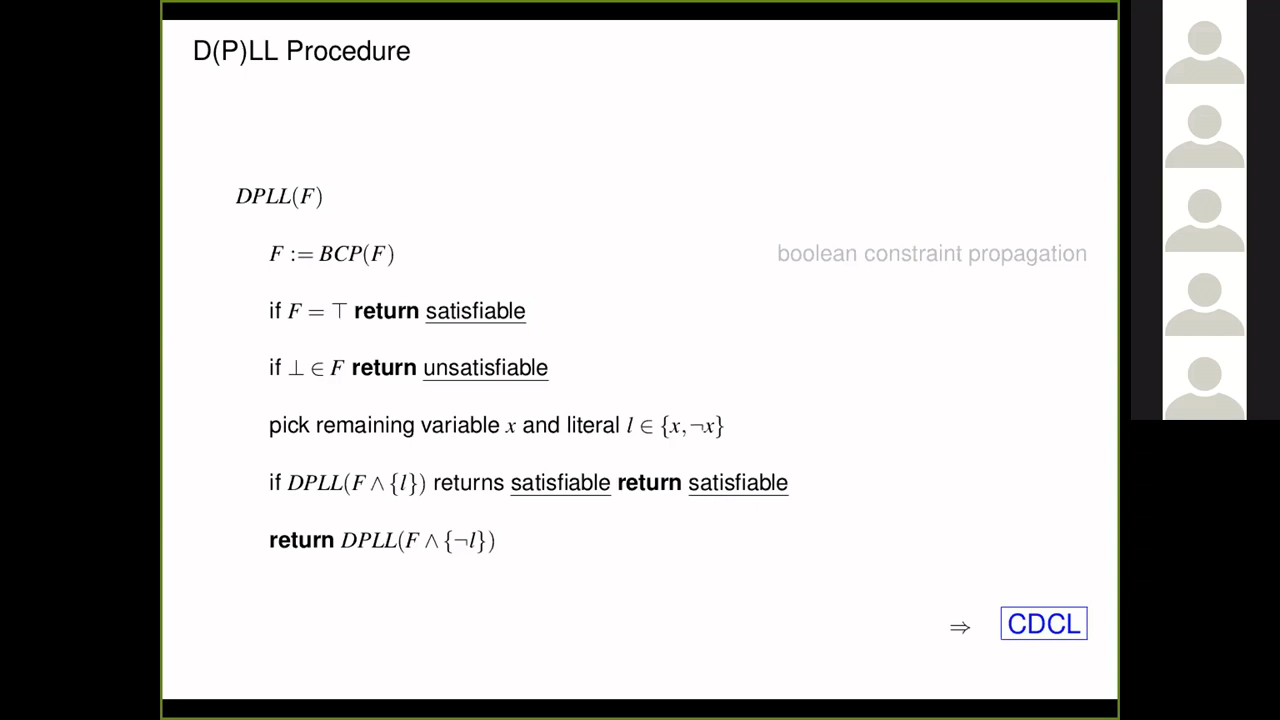 D(P)LL Procedure
DPLL(F)
F := BCP(F) boolean constraint propagation
if F = ⊤ return satisfiable
if ⊥ ∈ F return unsatisfiable
pick remaining variable x and literal l ∈ {x, ¬x}
if DPLL(F ∧ {l}) returns satisfiable return satisfiable
return DPLL(F ∧ {¬l})
⇒ CDCL